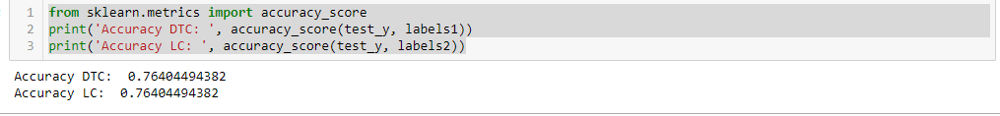 1 from sklearn.metrics import accuracy_score
2 print('Accuracy DTC: ', accuracy_score(test_y, labels1))
3 print('Accuracy LC: ', accuracy_score(test_y, labels2))
Accuracy DTC:  0.76404494382
Accuracy LC:  0.76404494382